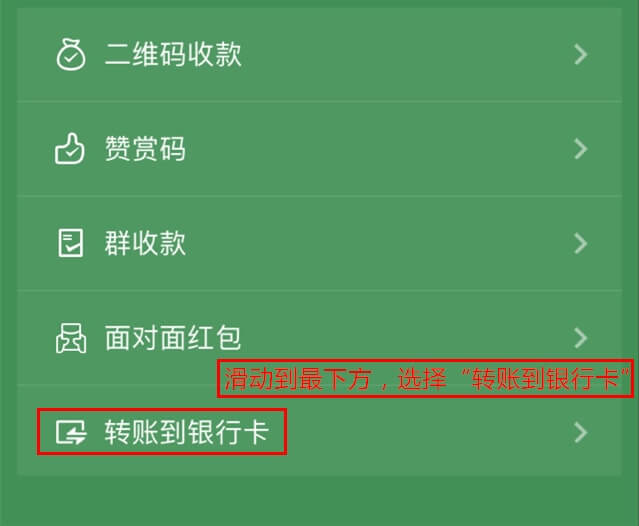 二维码收款
赞赏码
群收款
面对面红包
滑动到最下方，选择“转账到银行卡”
转账到银行卡